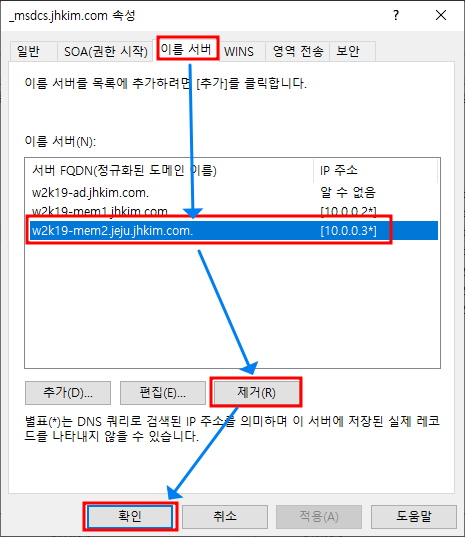 _msdcs.jhkim.com 속성
일반
SOA(권한 시작)
이름 서버
WINS
영역 전송
보안
이름 서버를 목록에 추가하려면 [추가]를 클릭합니다.
이름 서버(N):
서버 FQDN(정규화된 도메인 이름) IP 주소
w2k19-ad.jhkim.com. 알 수 없음
w2k19-mem1.jhkim.com. [10.0.0.2*]
w2k19-mem2.jeju.jhkim.com. [10.0.0.3*]
추가(D)... 편집(E)... 제거(R)
별표(*)는 DNS 쿼리로 검색된 IP 주소를 의미하며 이 서버에 저장된 실제 레코
드를 나타내지 않을 수 있습니다.
확인 취소 적용(A) 도움말